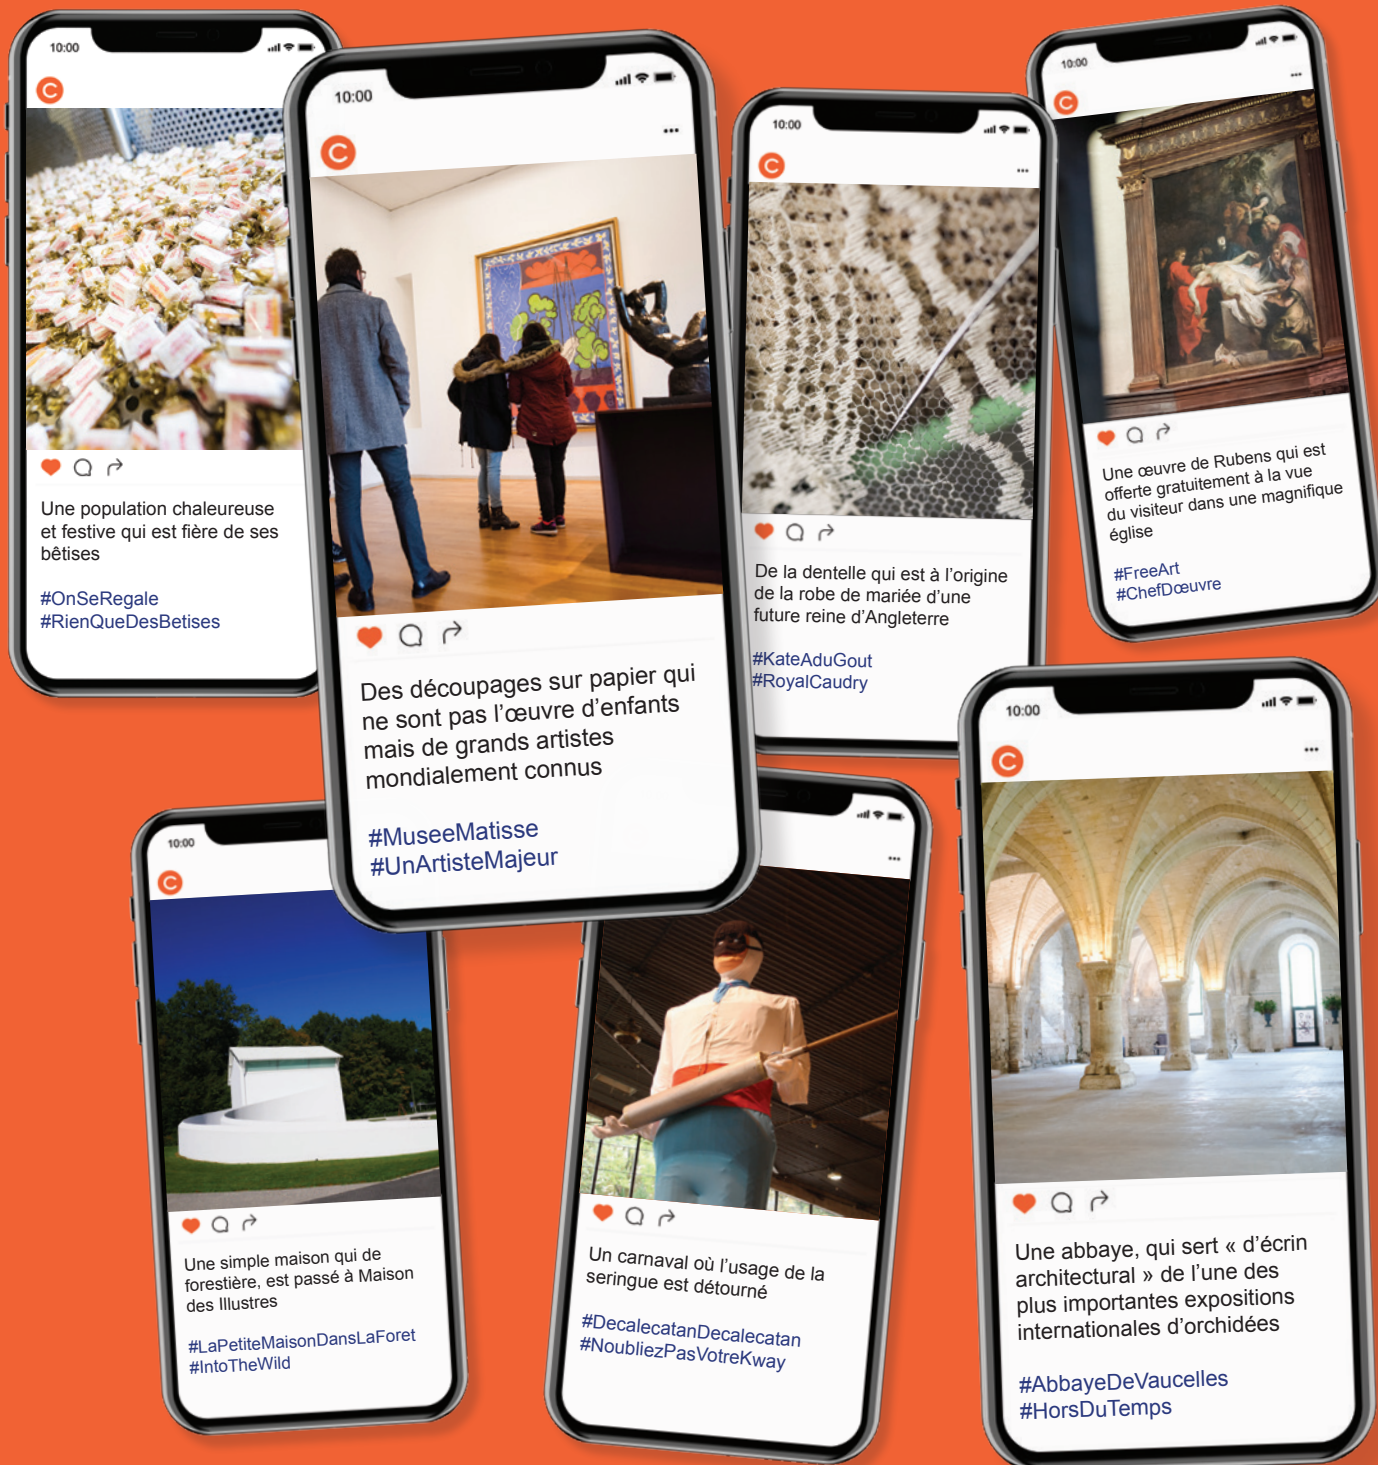 10:00
C
Une population chaleureuse
et festive qui est fière de ses
bêtises
#OnSeRegale
#RienQueDesBetises
10:00
C
Des découpages sur papier qui
ne sont pas l'œuvre d'enfants
mais de grands artistes
mondialement connus
#MuseeMatisse
#UnArtisteMajeur
10:00
C
De la dentelle qui est à l'origine
de la robe de mariée d'une
future reine d'Angleterre
#KateAduGout
#RoyalCaudry
10:00
C
Une œuvre de Rubens qui est
offerte gratuitement à la vue
du visiteur dans une magnifique
église
#FreeArt
#ChefDœuvre
10:00
C
Une simple maison qui de
forestière, est passé à Maison
des Illustres
#LaPetiteMaisonDansLaForet
#IntoTheWild
Un carnaval où l'usage de la
seringue est détourné
#DecalecatanDecalecatan
#NoubliezPasVotreKway
10:00
C
Une abbaye, qui sert « d'écrin
architectural » de l'une des
plus importantes expositions
internationales d'orchidées
#AbbayeDeVaucelles
#HorsDuTemps